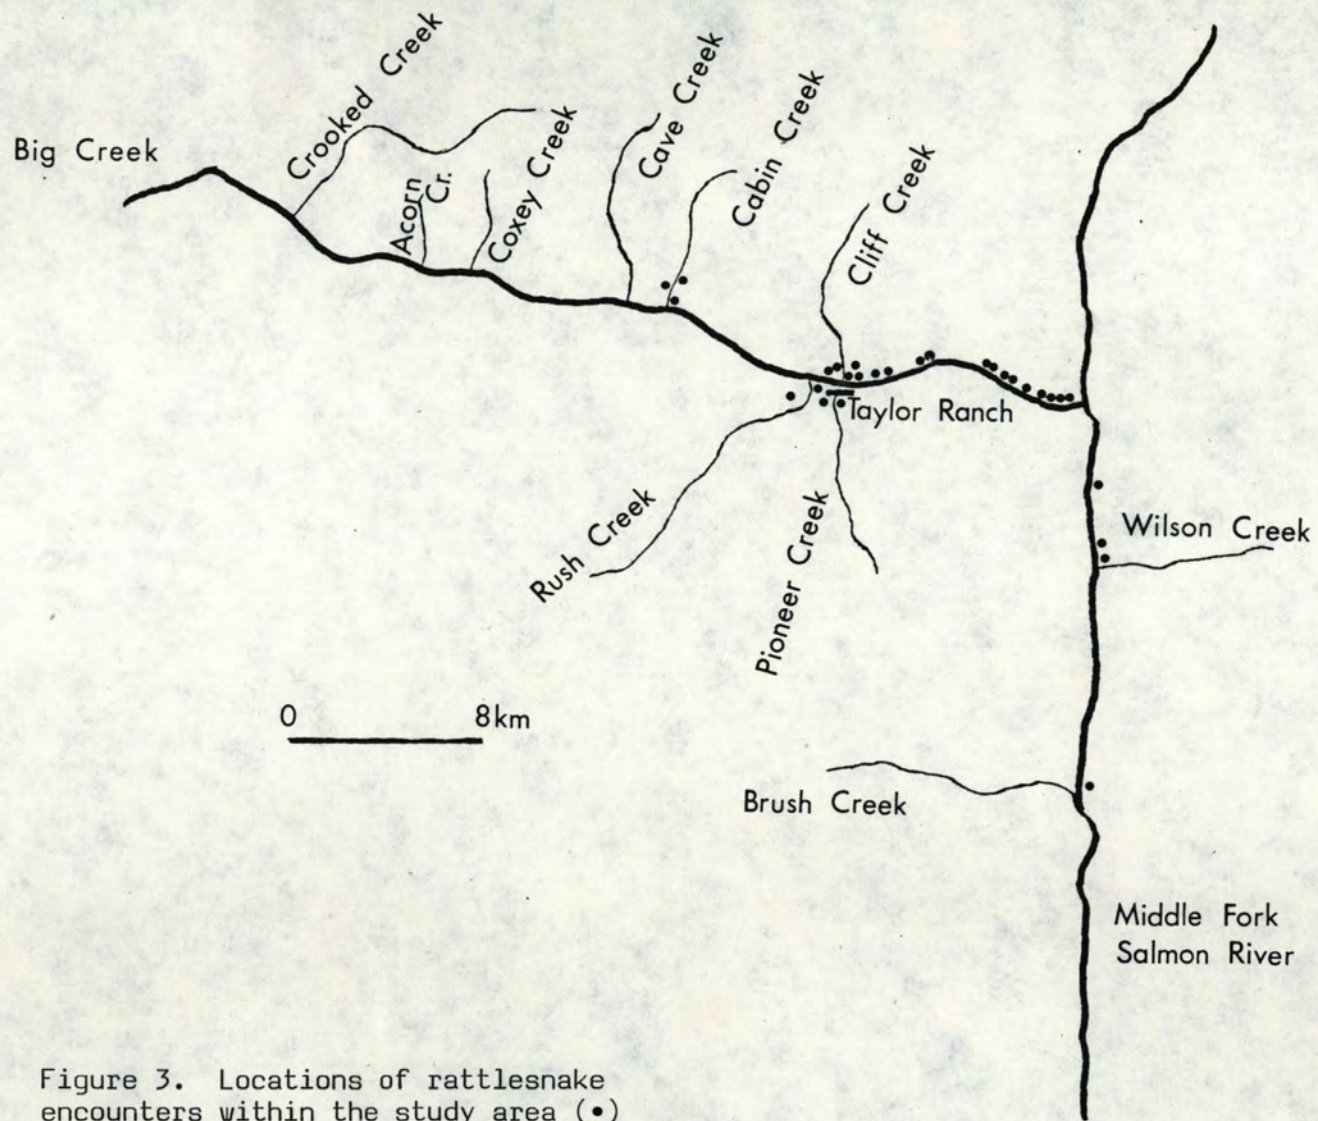 Big Creek
Crooked Creek
Acorn
Cr.
Coxey Creek
Cave Creek
Cabin Creek
Cliff Creek
Taylor Ranch
Rush Creek
Pioneer Creek
Wilson Creek
0 8km
Brush Creek
Middle Fork
Salmon River
Figure 3. Locations of rattlesnake
encounters within the study area (•)